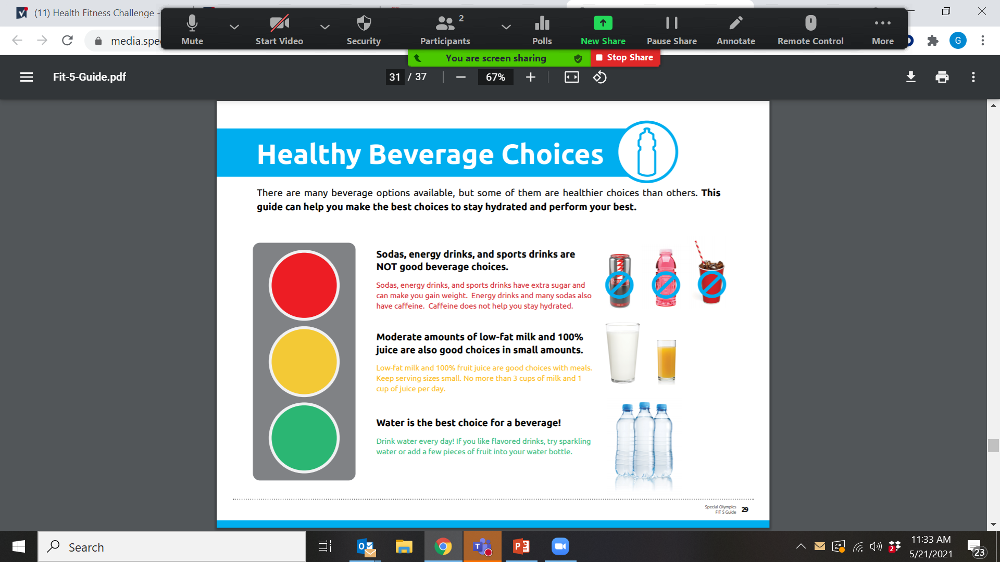 (11) Health Fitness Challenge -
Mute
Start Video
Security
2
Participants
Polls
New Share
Pause Share
Annotate
Remote Control
More
media.spe
G
You are screen sharing
Stop Share
Fit-5-Guide.pdf
31 / 37
67%
Healthy Beverage Choices
There are many beverage options available, but some of them are healthier choices than others. This
guide can help you make the best choices to stay hydrated and perform your best.
Sodas, energy drinks, and sports drinks are
NOT good beverage choices.
Sodas, energy drinks, and sports drinks have extra sugar and
can make you gain weight. Energy drinks and many sodas also
have caffeine. Caffeine does not help you stay hydrated.
Moderate amounts of low-fat milk and 100%
juice are also good choices in small amounts.
Low-fat milk and 100% fruit juice are good choices with meals.
Keep serving sizes small. No more than 3 cups of milk and 1
cup of juice per day.
Water is the best choice for a beverage!
Drink water every day! If you like flavored drinks, try sparkling
water or add a few pieces of fruit into your water bottle.
Special Olympics
FIT 5 Guide
29
Search
11:33 AM
5/21/2021
2
23